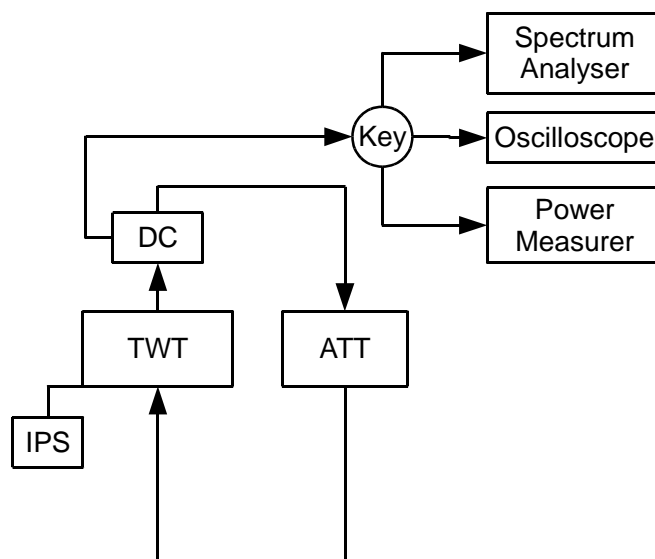 Spectrum
Analyser
Key
Oscilloscope
Power
Measurer
DC
TWT
ATT
IPS